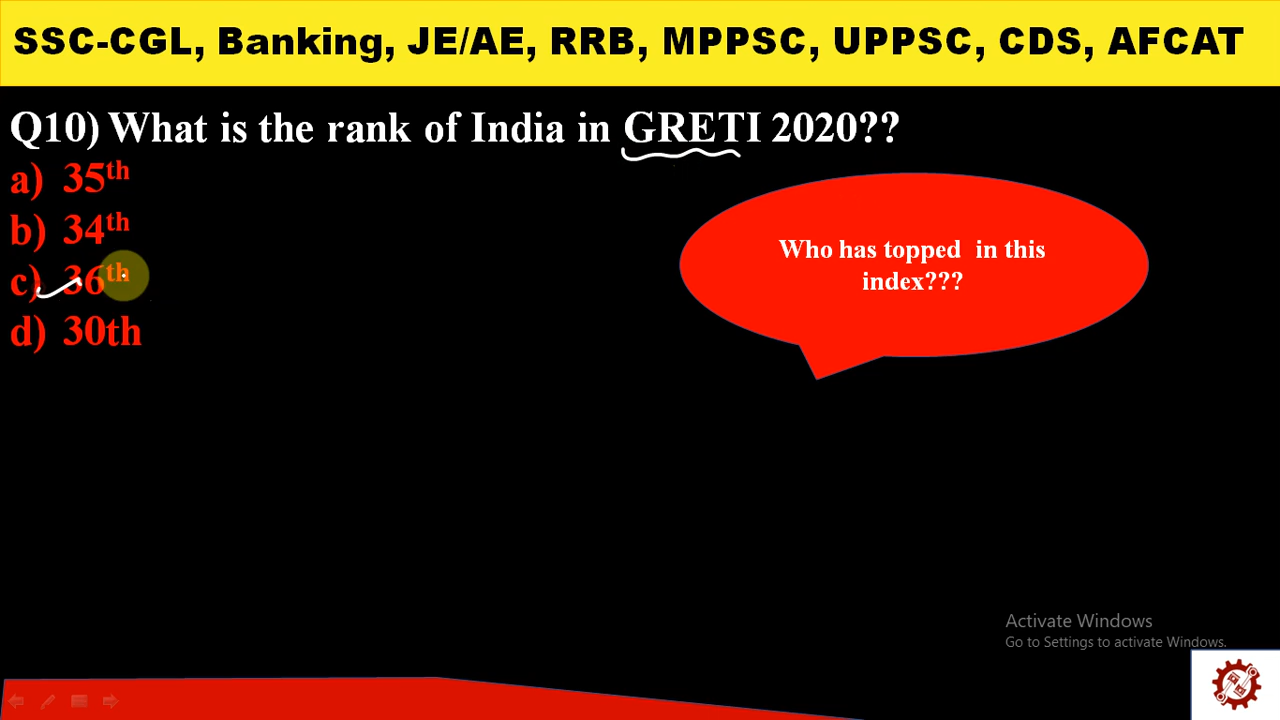 SSC-CGL, Banking, JE/AE, RRB, MPPSC, UPPSC, CDS, AFCAT
Q10) What is the rank of India in GRETI 2020??
a) 35th
b) 34th
c) 36th
d) 30th
Who has topped in this
index???
Activate Windows
Go to Settings to activate Windows.